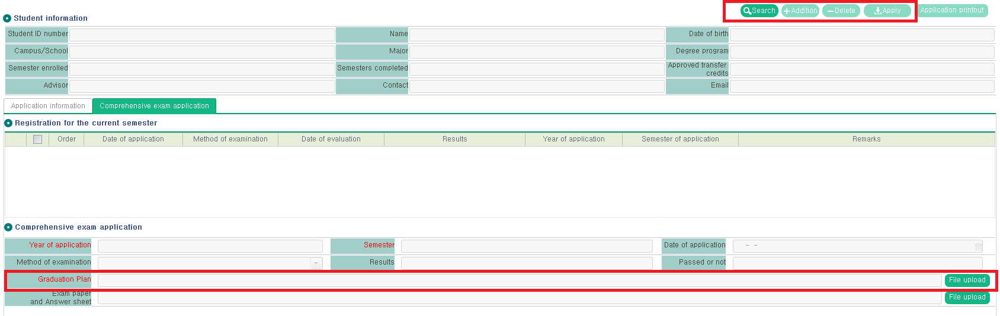 Search Addition Delete Apply Application printout
Student information
Student ID number Name Date of birth
Campus/School Major Degree program
Semester enrolled Semesters completed Approved transfer credits
Advisor Contact Email
Application information Comprehensive exam application
Registration for the current semester
Order Date of application Method of examination Date of evaluation Results Year of application Semester of application Remarks
Comprehensive exam application
Year of application Semester Date of application - -
Method of examination Results Passed or not
Graduation Plan File upload
Exam paper
and Answer sheet File upload